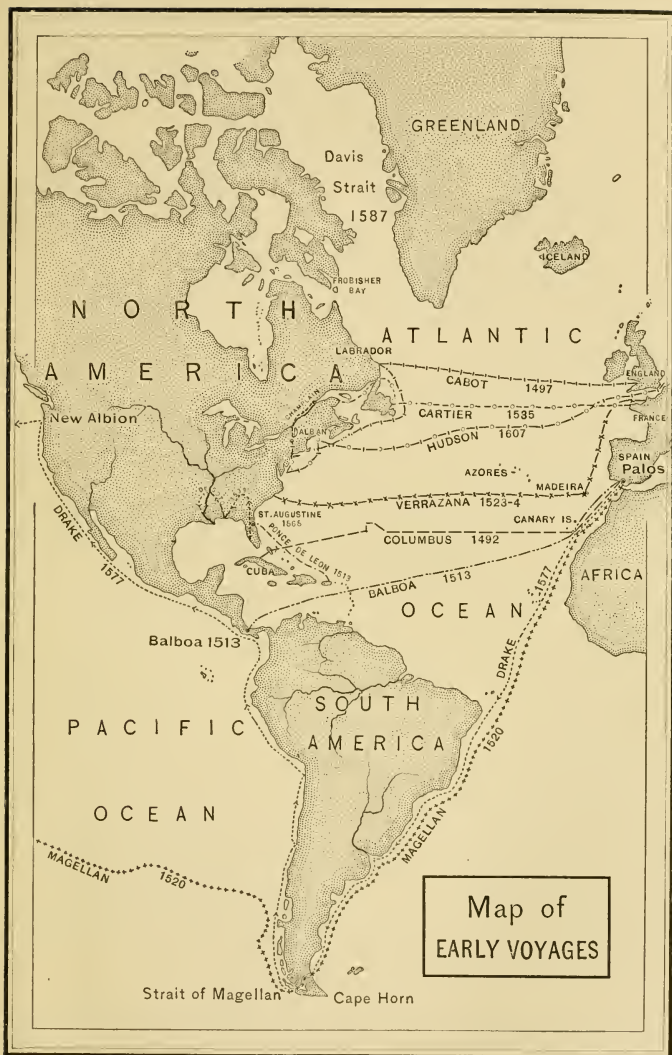 GREENLAND
Davis
Strait
1587
ICELAND
FROBISHER
BAY
NORTH
AMERICA
ATLANTIC
LABRADOR
ENGLAND
CABOT 1497
CHAMPLAIN
CARTIER 1535
FRANCE
New Albion
ALBANY
HUDSON 1607
SPAIN
Palos
AZORES
MADEIRA
VERRAZANA 1523-4
ST. AUGUSTINE
1565
CANARY IS.
COLUMBUS 1492
PONCE DE LEON 1513
DRAKE
1577
CUBA
BALBOA 1513
AFRICA
OCEAN
Balboa 1513
DRAKE 1577
SOUTH
AMERICA
PACIFIC
OCEAN
MAGELLAN 1520
MAGELLAN 1520
Map of
EARLY VOYAGES
Strait of Magellan
Cape Horn